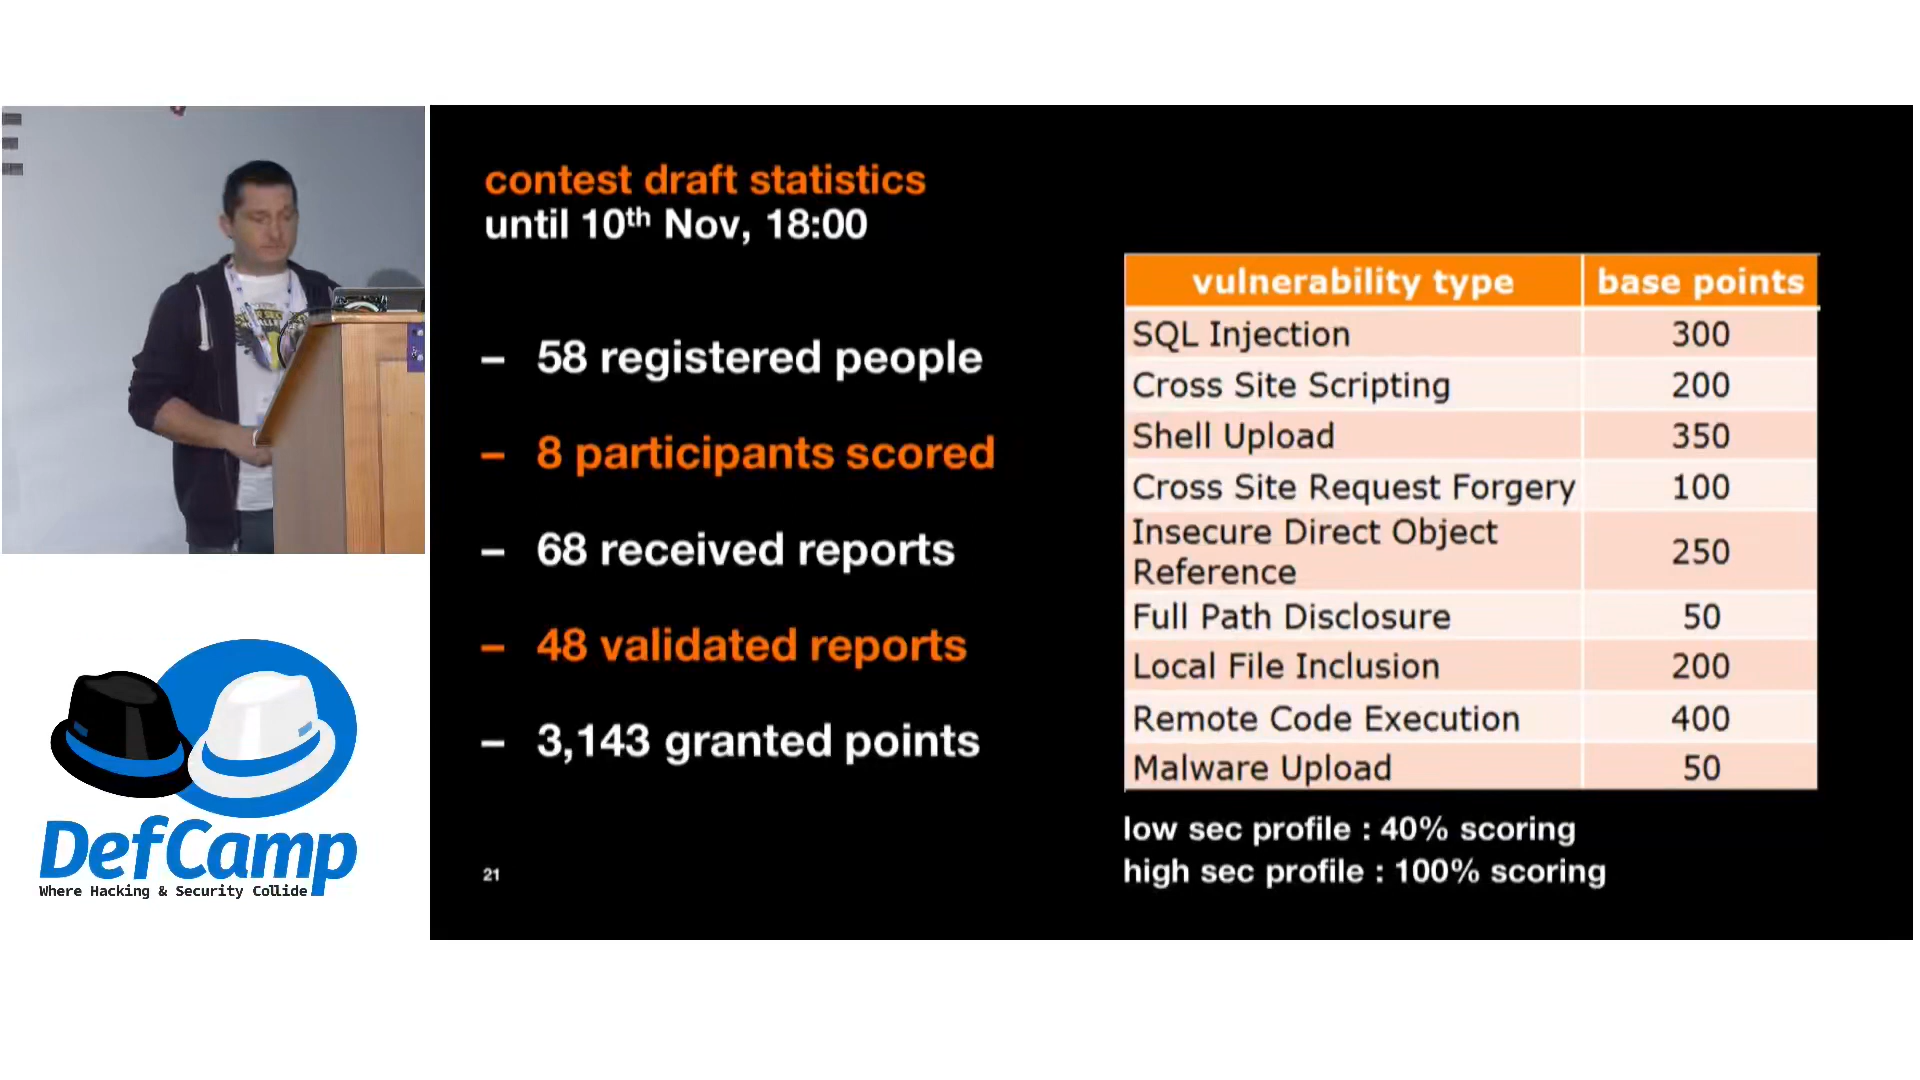 contest draft statistics
until 10th Nov, 18:00
– 58 registered people
– 8 participants scored
– 68 received reports
– 48 validated reports
– 3,143 granted points
21
vulnerability type base points
SQL Injection 300
Cross Site Scripting 200
Shell Upload 350
Cross Site Request Forgery 100
Insecure Direct Object
Reference 250
Full Path Disclosure 50
Local File Inclusion 200
Remote Code Execution 400
Malware Upload 50
low sec profile : 40% scoring
high sec profile : 100% scoring
DefCamp
Where Hacking & Security Collide